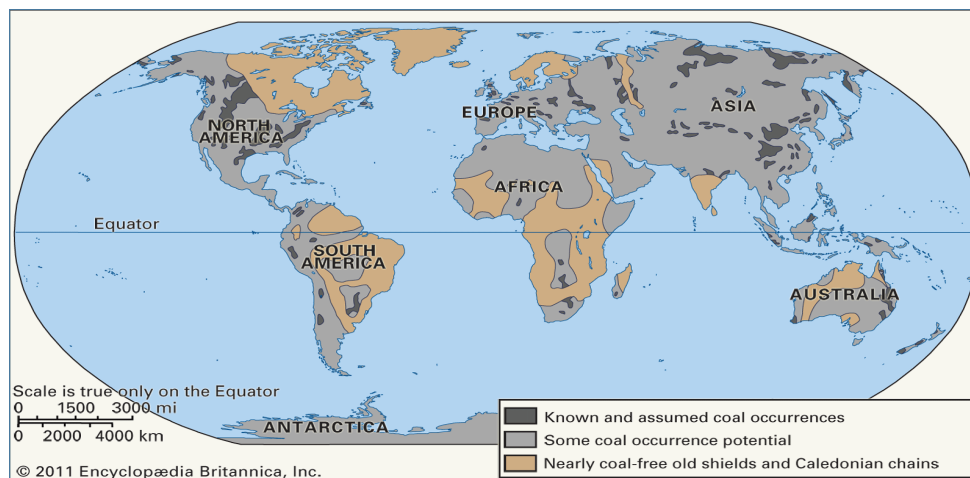 NORTH
AMERICA
EUROPE
ASIA
AFRICA
Equator
SOUTH
AMERICA
AUSTRALIA
ANTARCTICA
Scale is true only on the Equator
0 1500 3000 mi
0 2000 4000 km
Known and assumed coal occurrences
Some coal occurrence potential
Nearly coal-free old shields and Caledonian chains
© 2011 Encyclopædia Britannica, Inc.